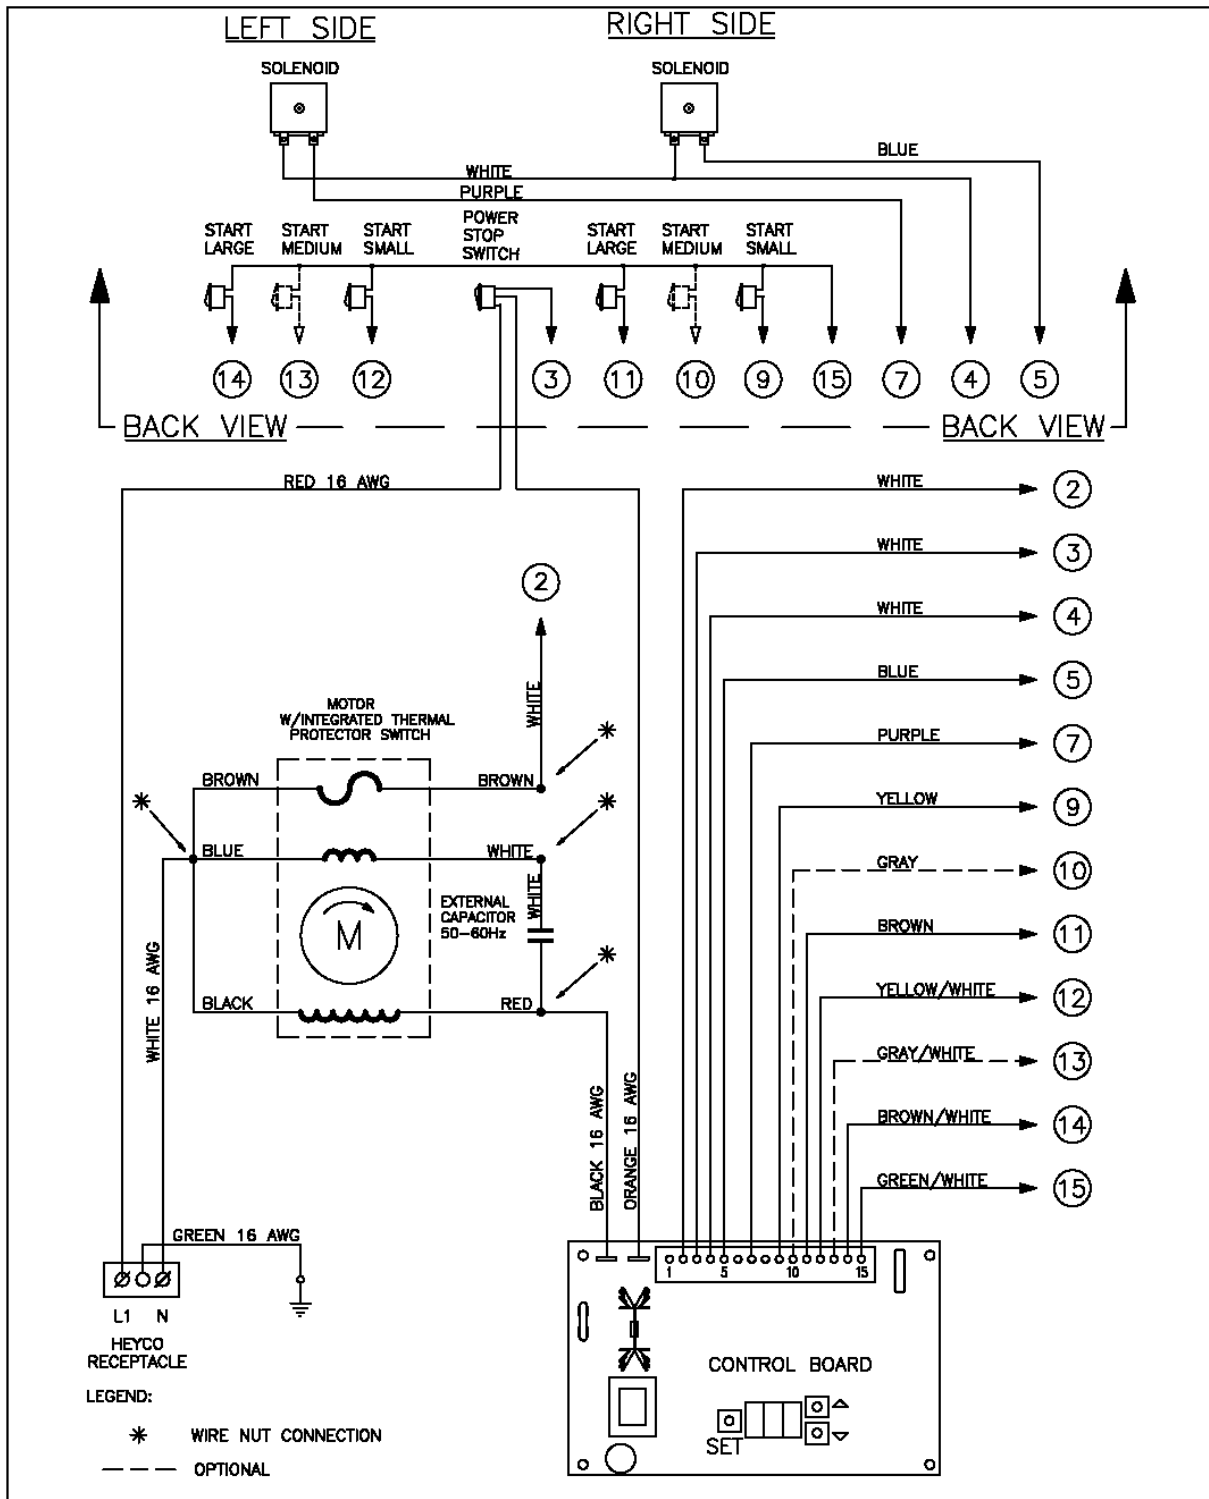 LEFT SIDE
RIGHT SIDE
SOLENOID
SOLENOID
BLUE
WHITE
PURPLE
START LARGE
START MEDIUM
START SMALL
POWER STOP SWITCH
START LARGE
START MEDIUM
START SMALL
14
13
12
3
11
10
9
15
7
4
5
BACK VIEW
BACK VIEW
RED 16 AWG
WHITE
2
WHITE
3
2
WHITE
4
BLUE
5
WHITE
MOTOR
W/INTEGRATED THERMAL
PROTECTOR SWITCH
PURPLE
7
BROWN
BROWN
YELLOW
9
BLUE
WHITE
GRAY
10
WHITE
EXTERNAL
CAPACITOR
50-60Hz
M
BROWN
11
WHITE 16 AWG
BLACK
RED
YELLOW/WHITE
12
GRAY/WHITE
13
BLACK 16 AWG
ORANGE 16 AWG
BROWN/WHITE
14
GREEN/WHITE
15
GREEN 16 AWG
1
5
10
15
L1
N
HEYCO
RECEPTACLE
CONTROL BOARD
SET
LEGEND:
* WIRE NUT CONNECTION
OPTIONAL